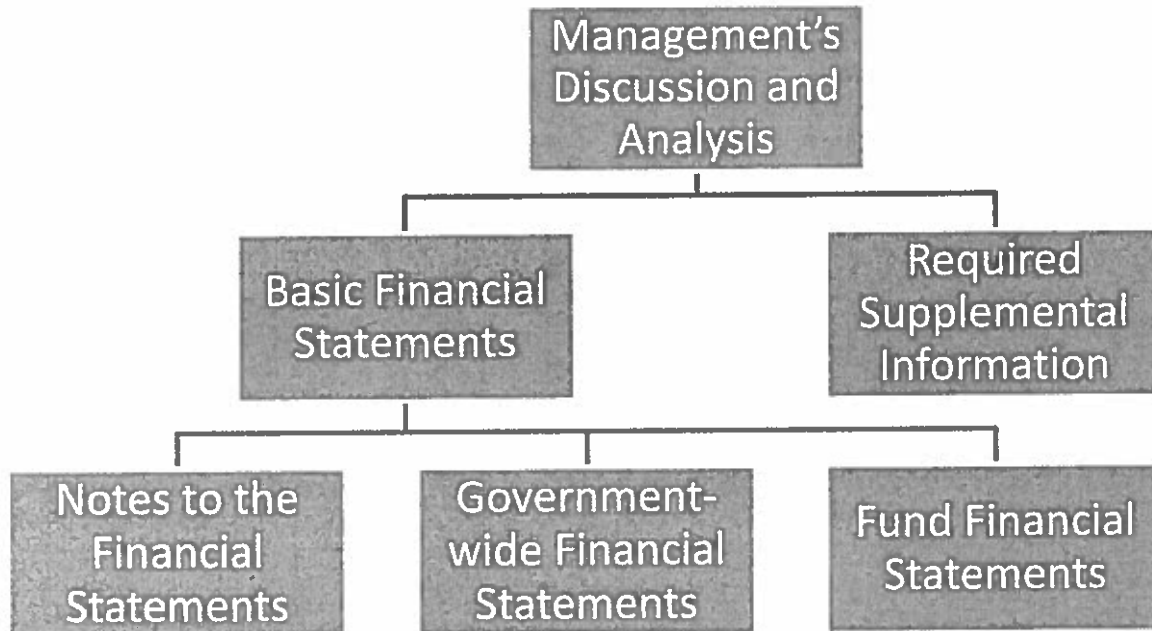 Management's
Discussion and
Analysis
Basic Financial
Statements
Required
Supplemental
Information
Notes to the
Financial
Statements
Government-
wide Financial
Statements
Fund Financial
Statements